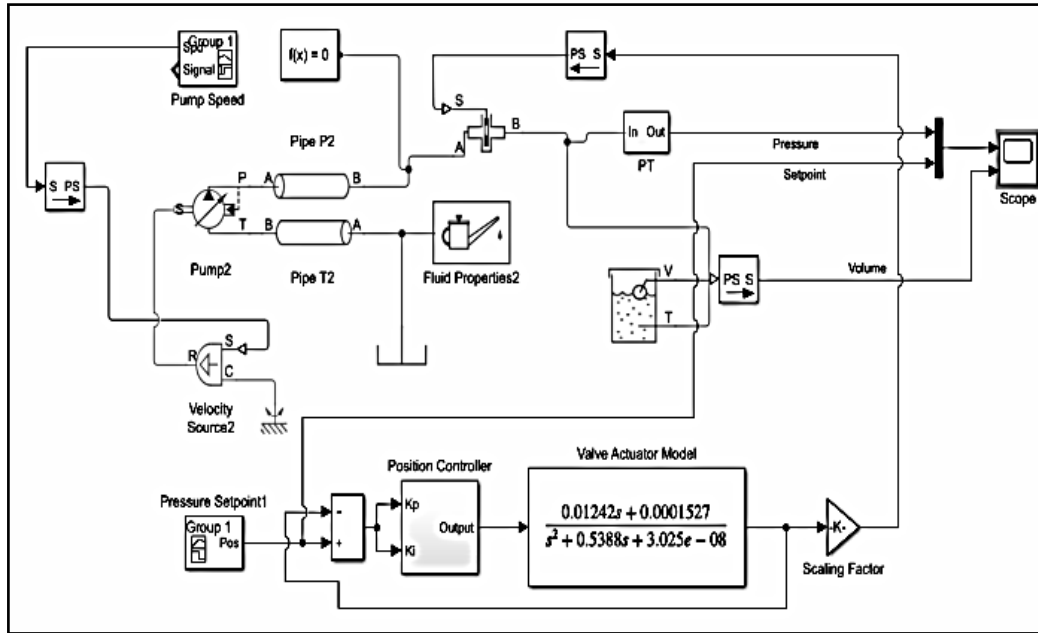 Group 1
Spd
Signal
Pump Speed
f(x) = 0
PS S
S
B
A
In Out
PT
Pressure
Setpoint
Scope
Pipe P2
S PS
P
A
B
S
T
B
A
Pump2
Pipe T2
Fluid Properties2
V
T
PS S
Volume
R
S
C
Velocity
Source2
Pressure Setpoint1
Group 1
Pos
-
+
Position Controller
Kp
Ki
Output
Valve Actuator Model
0.01242s + 0.0001527
s² + 0.5388s + 3.025e − 08
-K-
Scaling Factor